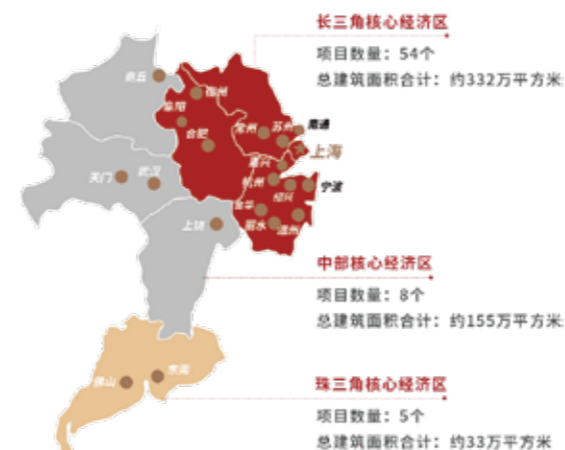 长三角核心经济区
项目数量：54个
总建筑面积合计：约332万平方米
商丘
宿州
阜阳
合肥
常州
苏州
南通
上海
嘉兴
杭州
宁波
绍兴
金华
丽水
温州
天门
武汉
上饶
中部核心经济区
项目数量：8个
总建筑面积合计：约155万平方米
佛山
东莞
珠三角核心经济区
项目数量：5个
总建筑面积合计：约33万平方米